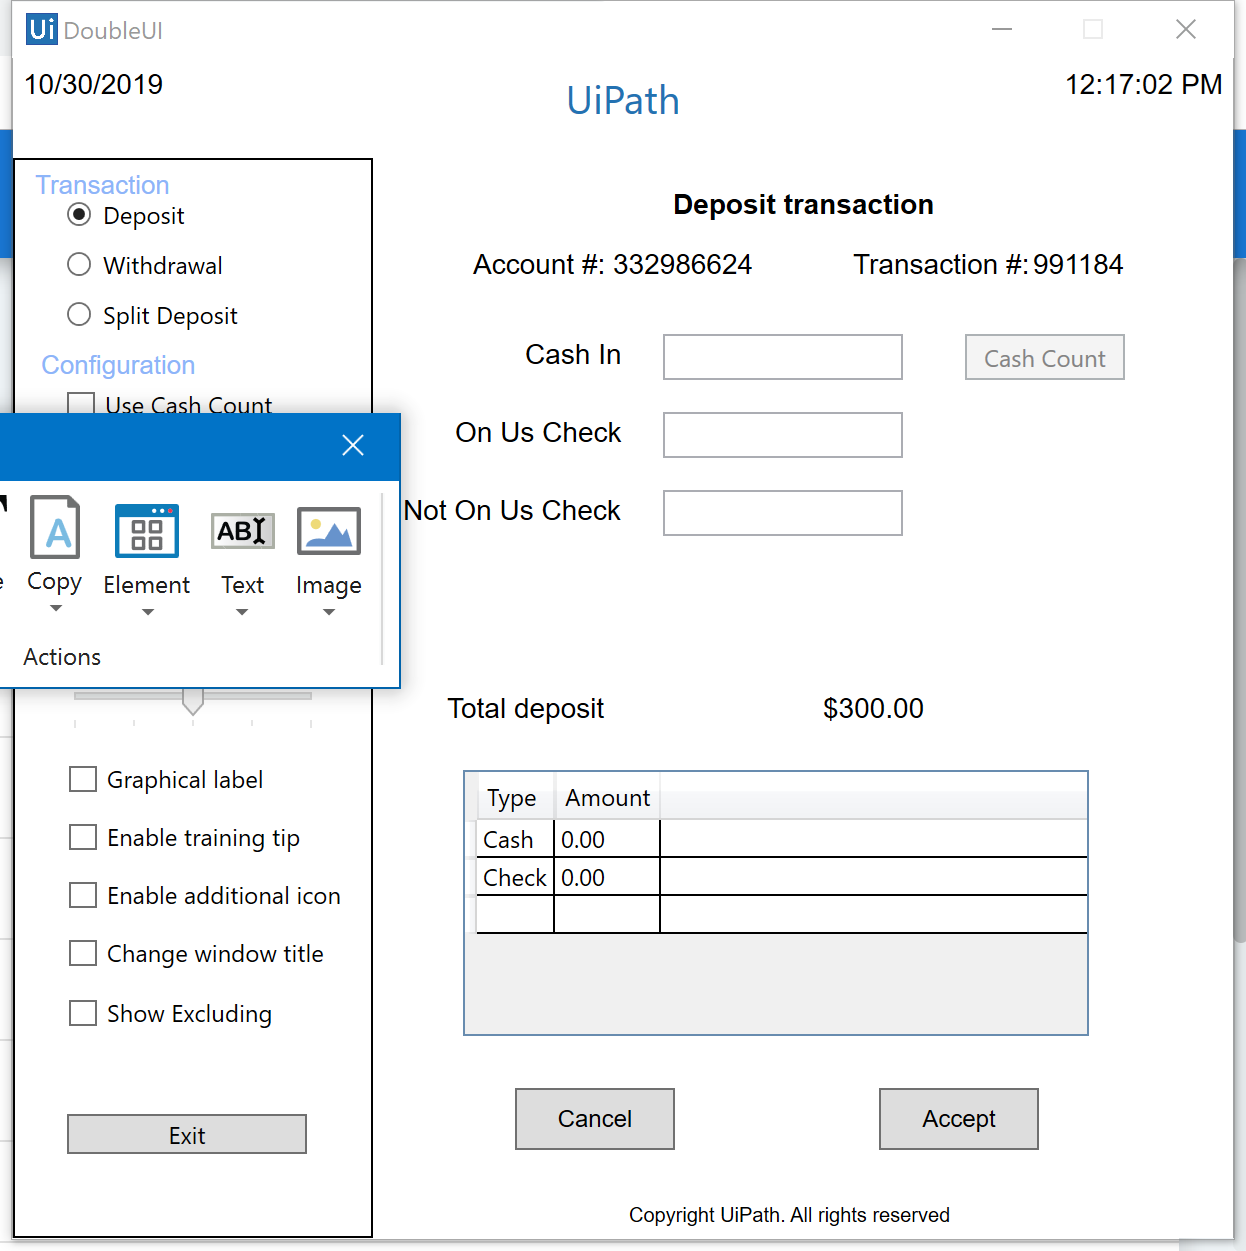 Ui DoubleUI
10/30/2019
12:17:02 PM
UiPath
Transaction
Deposit
Withdrawal
Split Deposit
Configuration
Use Cash Count
Copy
Element
ABI
Text
Image
Actions
Graphical label
Enable training tip
Enable additional icon
Change window title
Show Excluding
Exit
Deposit transaction
Account #: 332986624 Transaction #: 991184
Cash In
Cash Count
On Us Check
Not On Us Check
Total deposit $300.00
Type Amount
Cash 0.00
Check 0.00
Cancel
Accept
Copyright UiPath. All rights reserved